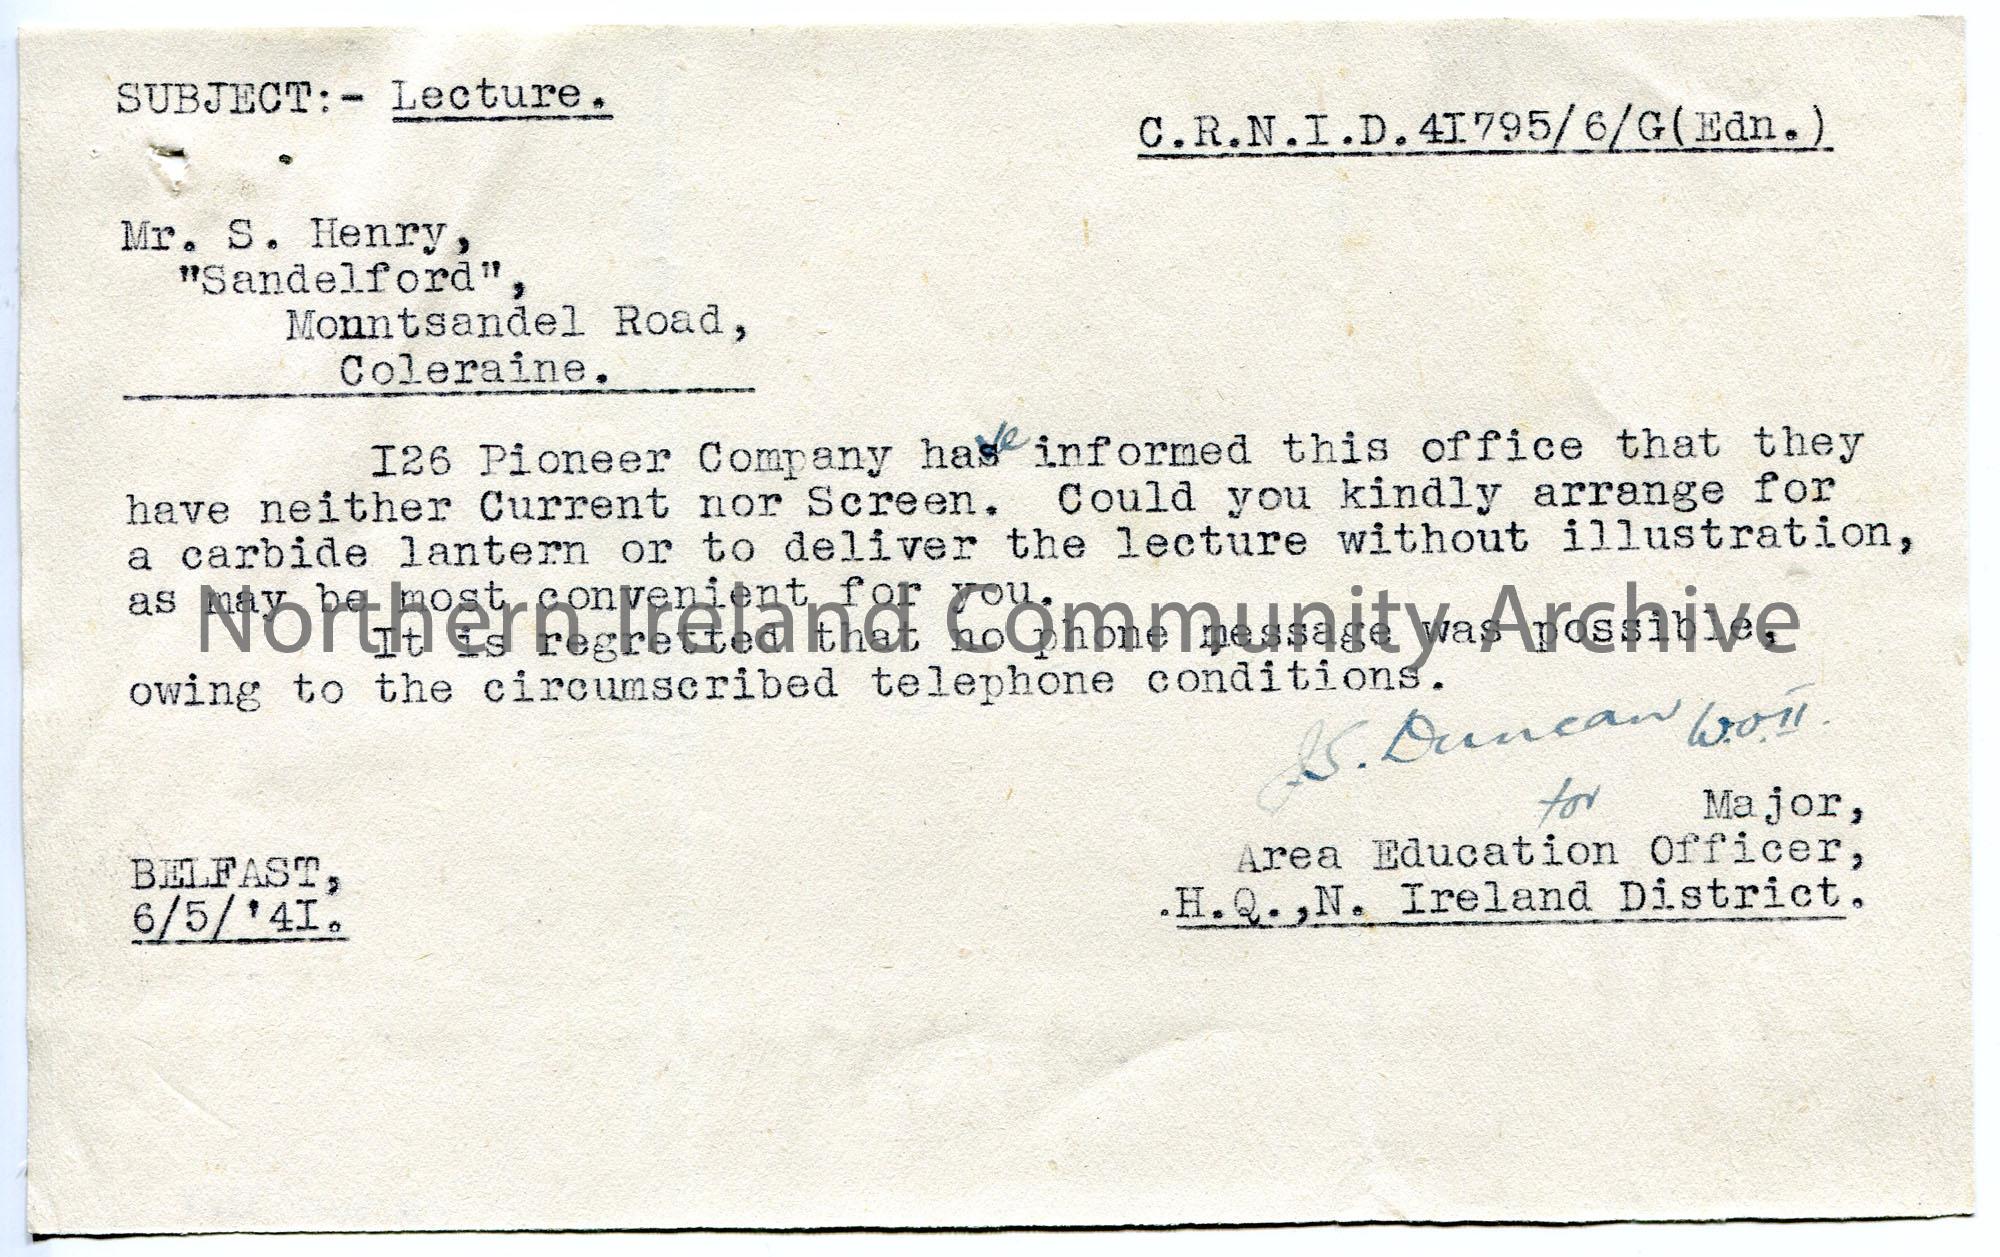 SUBJECT:- Lecture.
C.R.N.I.D.41795/6/G(Edn.)
Mr. S. Henry,
"Sandelford",
Monntsandel Road,
Coleraine.
I26 Pioneer Company have informed this office that they
have neither Current nor Screen. Could you kindly arrange for
a carbide lantern or to deliver the lecture without illustration,
as may be most convenient for you.
Northern Ireland Community Archive
It is regretted that no phone message was possible,
owing to the circumscribed telephone conditions.
J.S. Duncan W.O.II.
for Major,
Area Education Officer,
.H.Q.,N. Ireland District.
BELFAST,
6/5/'4I.